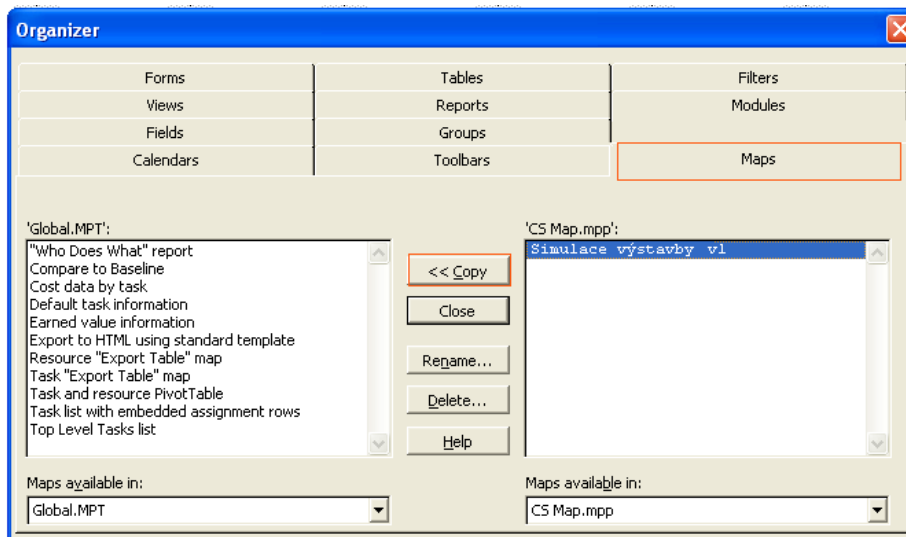 Organizer
Forms Tables Filters
Views Reports Modules
Fields Groups
Calendars Toolbars Maps
'Global.MPT': 'CS Map.mpp':
"Who Does What" report
Compare to Baseline
Cost data by task
Default task information
Earned value information
Export to HTML using standard template
Resource "Export Table" map
Task "Export Table" map
Task and resource PivotTable
Task list with embedded assignment rows
Top Level Tasks list
<< Copy
Close
Rename...
Delete...
Help
Simulace výstavby v1
Maps available in: Maps available in:
Global.MPT CS Map.mpp